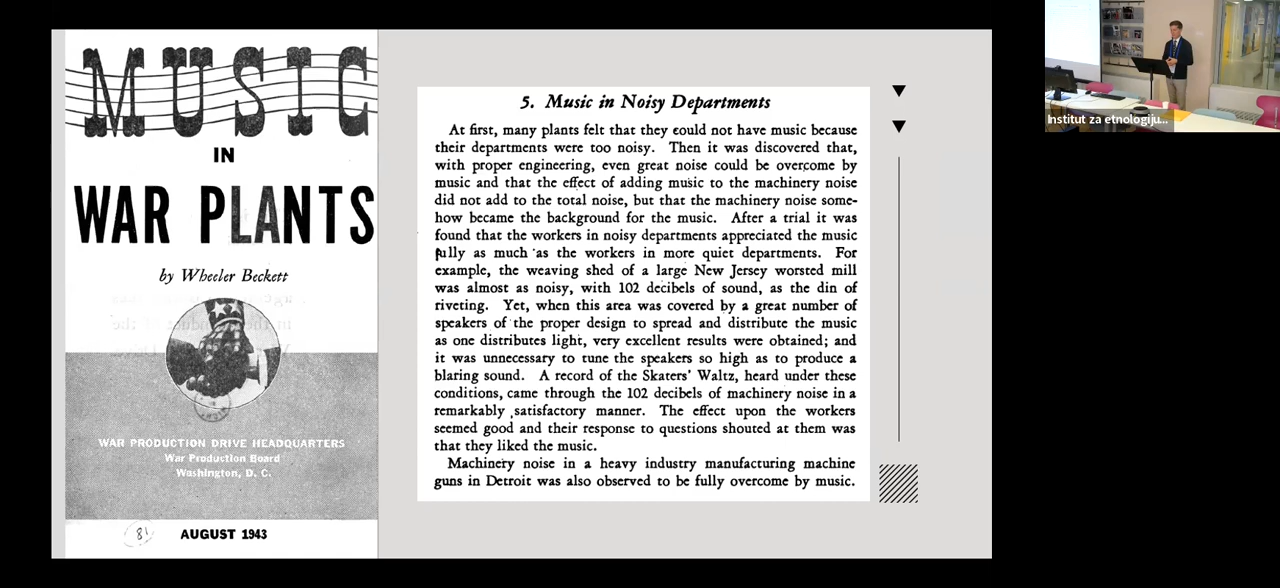 MUSIC
IN
WAR PLANTS
by Wheeler Beckett
WAR PRODUCTION DRIVE HEADQUARTERS
War Production Board
Washington, D. C.
81
AUGUST 1943
5. Music in Noisy Departments
At first, many plants felt that they could not have music because
their departments were too noisy. Then it was discovered that,
with proper engineering, even great noise could be overcome by
music and that the effect of adding music to the machinery noise
did not add to the total noise, but that the machinery noise some-
how became the background for the music. After a trial it was
found that the workers in noisy departments appreciated the music
fully as much as the workers in more quiet departments. For
example, the weaving shed of a large New Jersey worsted mill
was almost as noisy, with 102 decibels of sound, as the din of
riveting. Yet, when this area was covered by a great number of
speakers of the proper design to spread and distribute the music
as one distributes light, very excellent results were obtained; and
it was unnecessary to tune the speakers so high as to produce a
blaring sound. A record of the Skaters' Waltz, heard under these
conditions, came through the 102 decibels of machinery noise in a
remarkably satisfactory manner. The effect upon the workers
seemed good and their response to questions shouted at them was
that they liked the music.
Machinery noise in a heavy industry manufacturing machine
guns in Detroit was also observed to be fully overcome by music.
Institut za etnologiju...